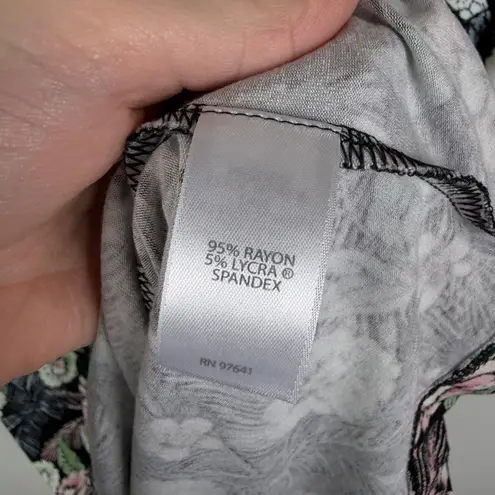 95% RAYON
5% LYCRA ®
SPANDEX
RN 97641